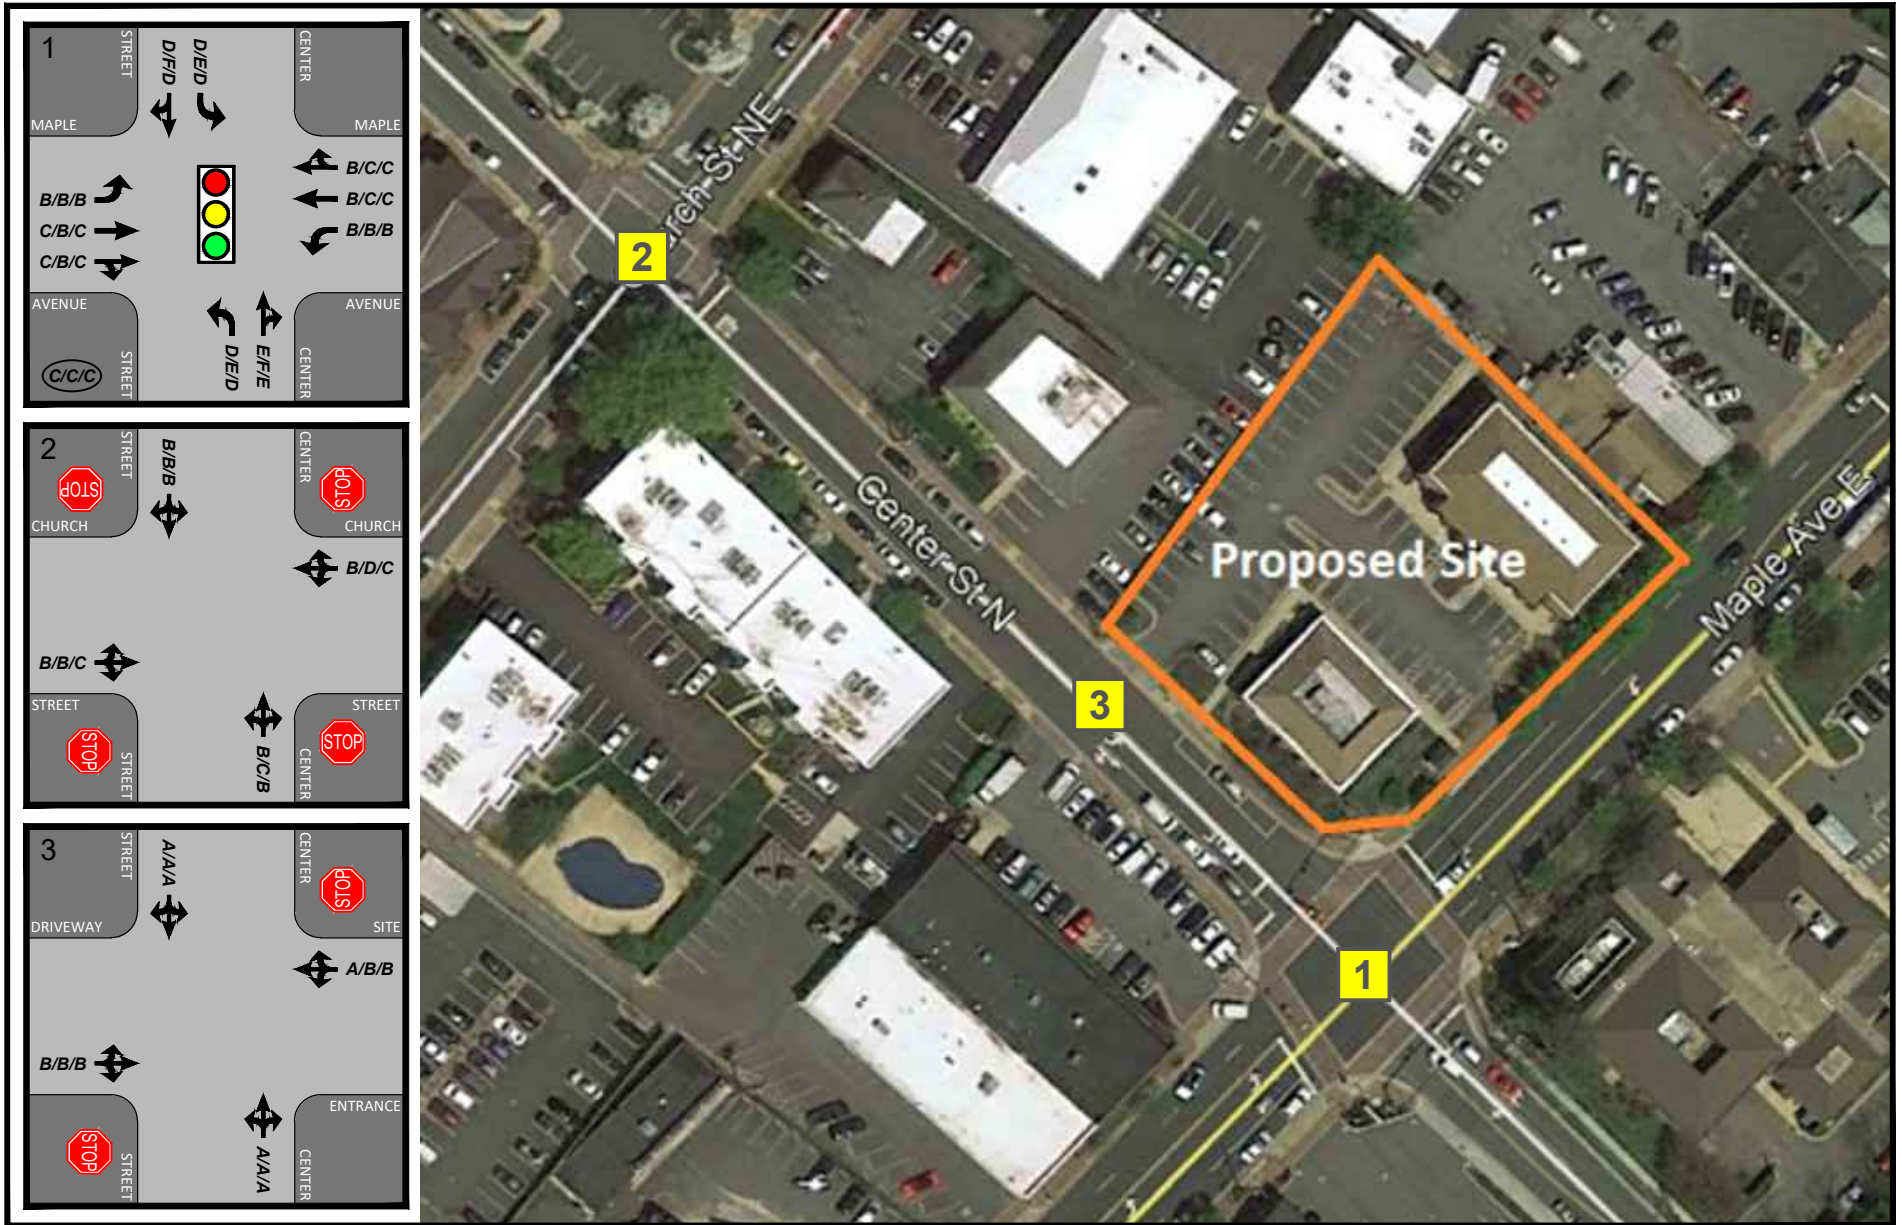 1
STREET
D/F/D
D/E/D
CENTER
MAPLE
MAPLE
B/B/B
C/B/C
C/B/C
B/C/C
B/C/C
B/B/B
AVENUE
AVENUE
C/C/C
STREET
D/E/D
E/F/E
CENTER
2
STREET
B/B/B
CENTER
STOP
STOP
CHURCH
CHURCH
B/D/C
B/B/C
STREET
STREET
STOP
STOP
STREET
B/C/B
CENTER
3
STREET
A/A/A
CENTER
STOP
DRIVEWAY
SITE
A/B/B
B/B/B
ENTRANCE
STOP
STREET
A/A/A
CENTER
St NE
2
Center St N
Proposed Site
Maple Ave E
3
1